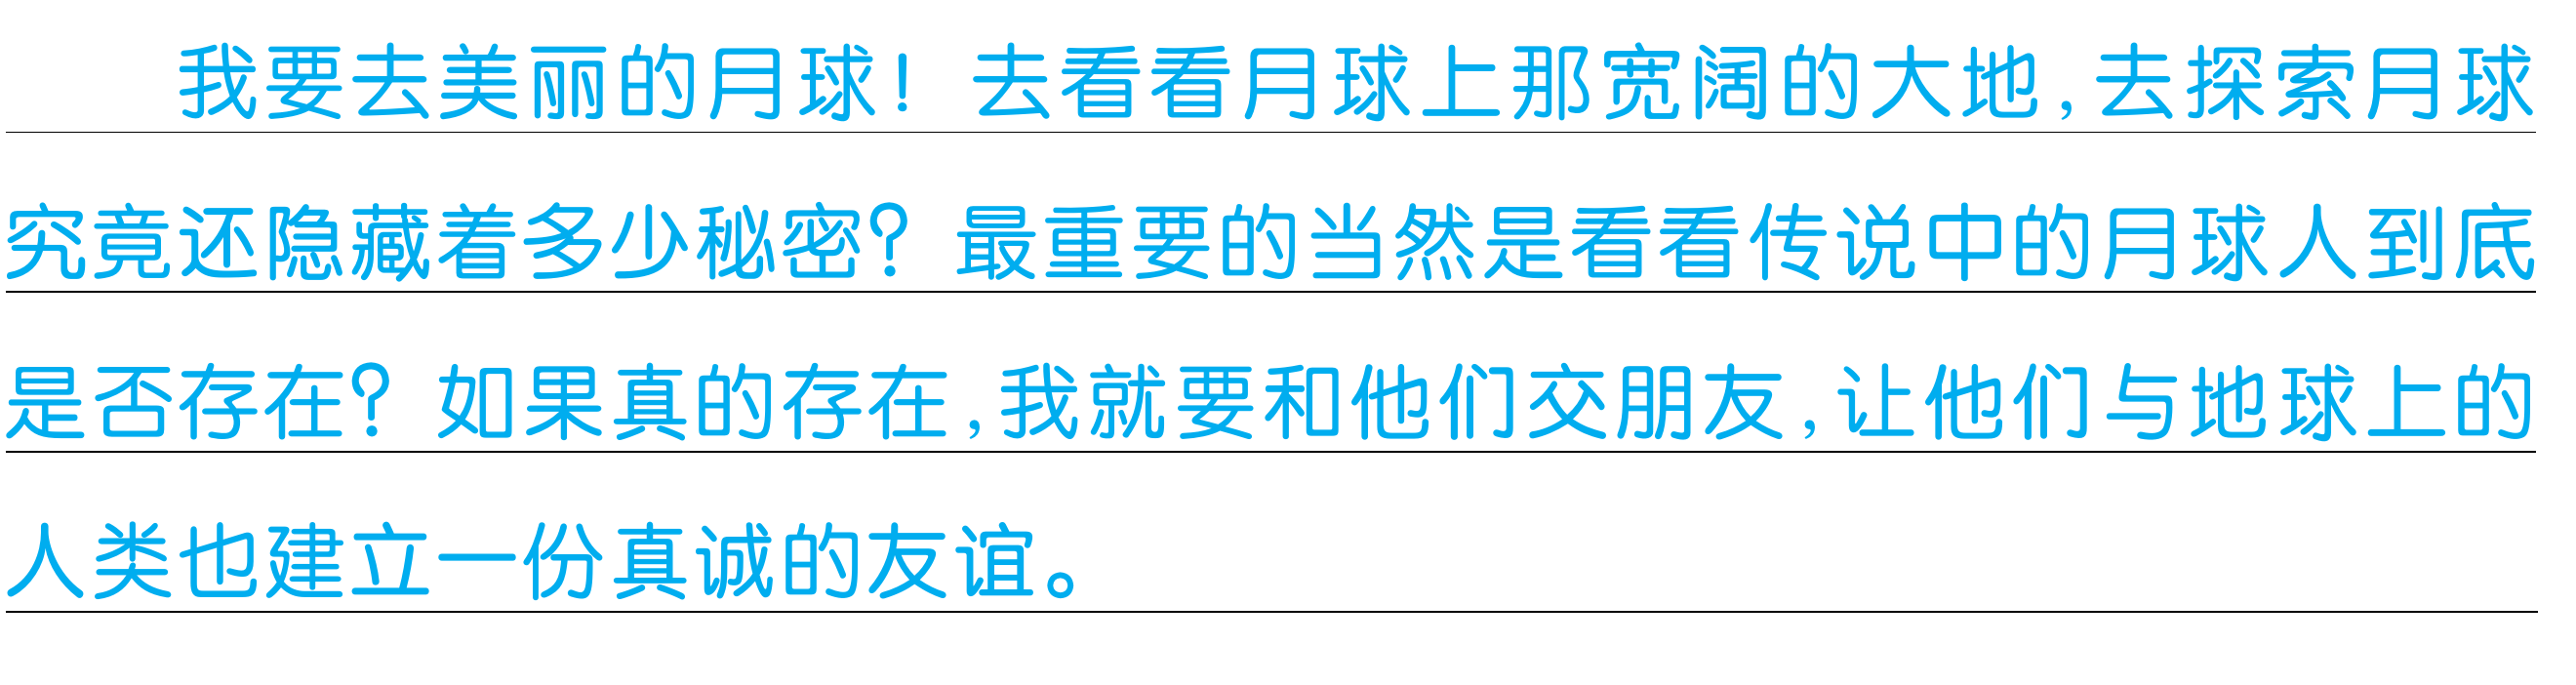 我要去美丽的月球！去看看月球上那宽阔的大地,去探索月球
究竟还隐藏着多少秘密？最重要的当然是看看传说中的月球人到底
是否存在？如果真的存在,我就要和他们交朋友,让他们与地球上的
人类也建立一份真诚的友谊。